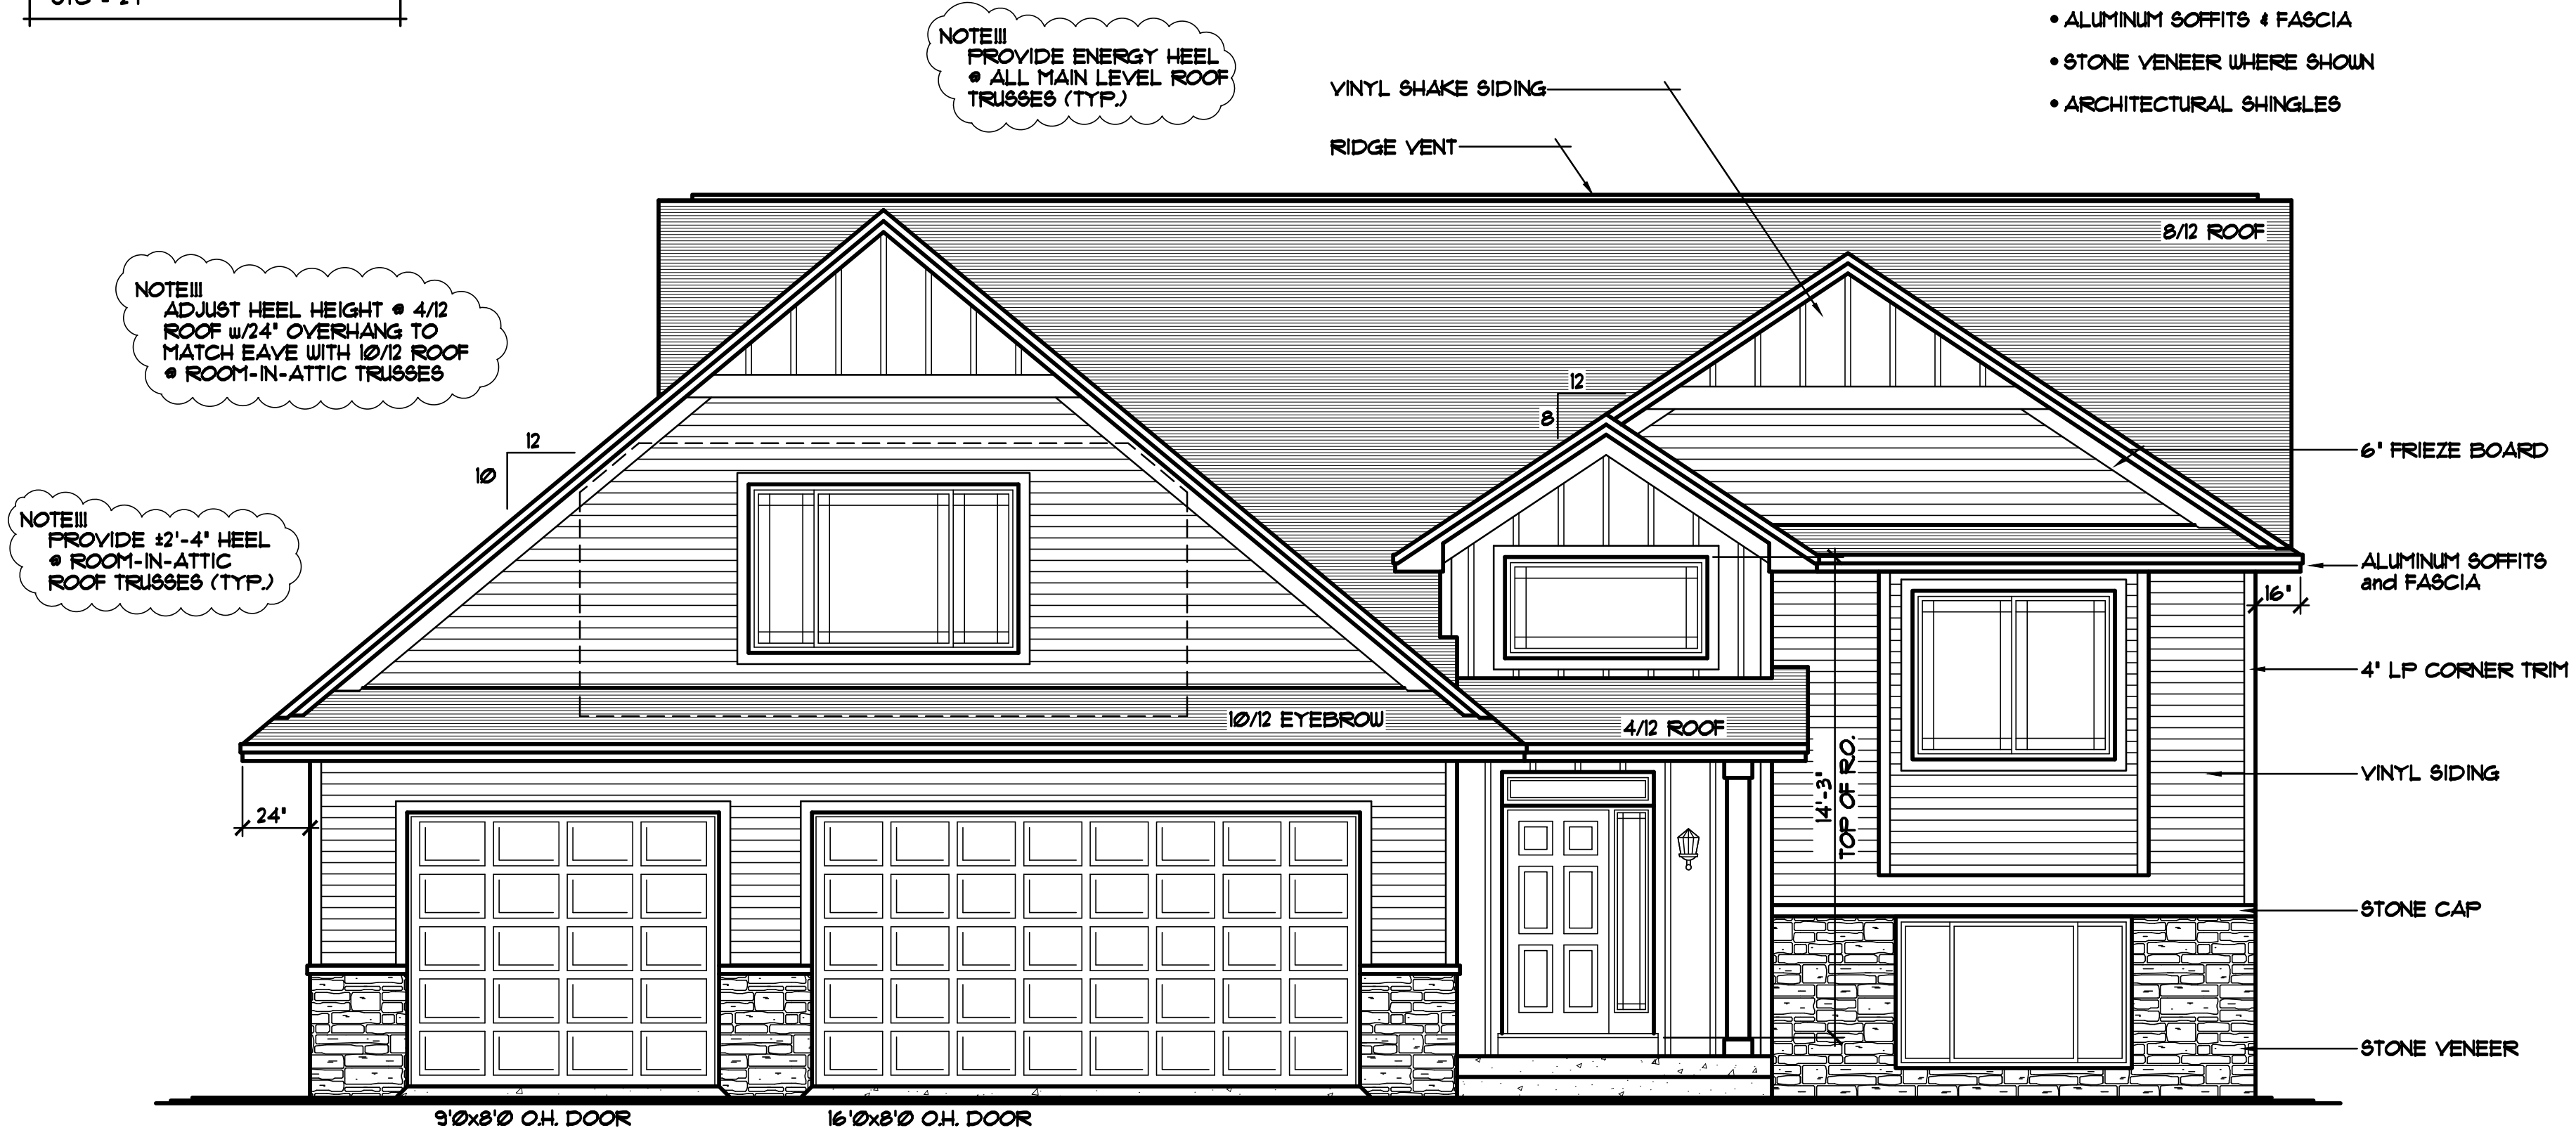 NOTE!!!
PROVIDE ENERGY HEEL
@ ALL MAIN LEVEL ROOF
TRUSSES (TYP.)
• ALUMINUM SOFFITS & FASCIA
• STONE VENEER WHERE SHOWN
• ARCHITECTURAL SHINGLES
VINYL SHAKE SIDING
RIDGE VENT
8/12 ROOF
NOTE!!!
ADJUST HEEL HEIGHT @ 4/12
ROOF w/24" OVERHANG TO
MATCH EAVE WITH 10/12 ROOF
@ ROOM-IN-ATTIC TRUSSES
12
8
12
10
6" FRIEZE BOARD
NOTE!!!
PROVIDE ±2'-4" HEEL
@ ROOM-IN-ATTIC
ROOF TRUSSES (TYP.)
ALUMINUM SOFFITS
and FASCIA
16"
4" LP CORNER TRIM
10/12 EYEBROW
4/12 ROOF
14'-3"
TOP OF R.O.
VINYL SIDING
24"
STONE CAP
STONE VENEER
9'0x8'0 O.H. DOOR
16'0x8'0 O.H. DOOR